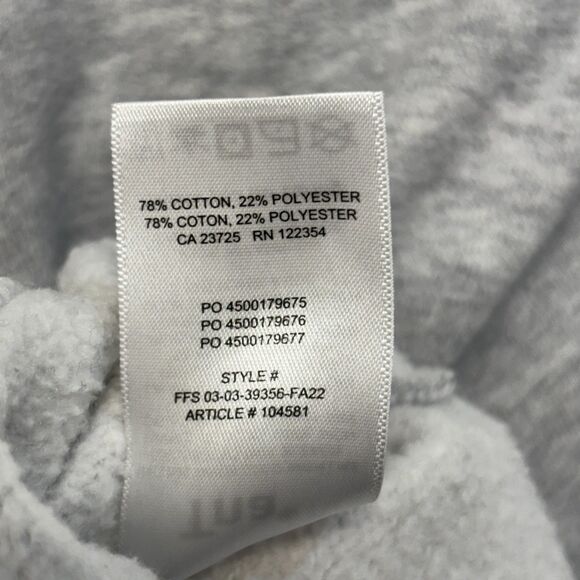 78% COTTON, 22% POLYESTER
78% COTON, 22% POLYESTER
CA 23725 RN 122354
PO 4500179675
PO 4500179676
PO 4500179677
STYLE #
FFS 03-03-39356-FA22
ARTICLE # 104581